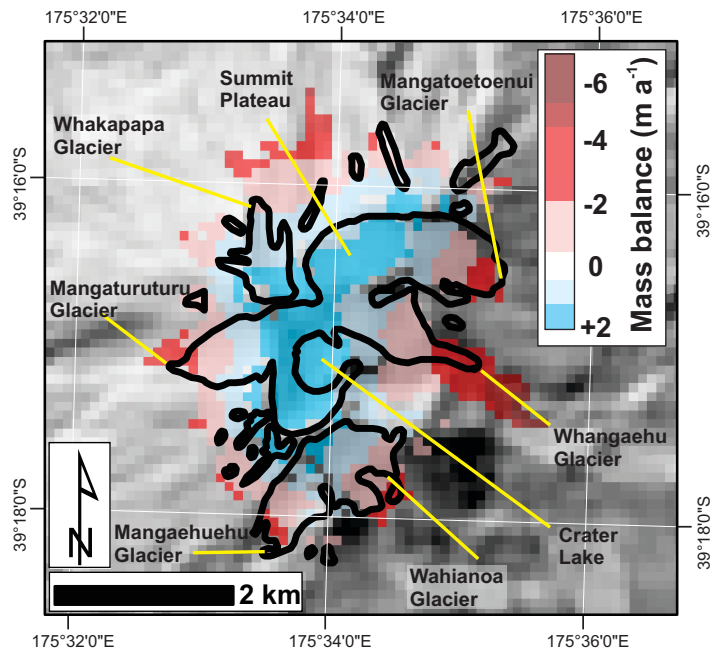 175°32'0"E
175°34'0"E
175°36'0"E
Summit
Plateau
Mangatoetoenui
Glacier
Whakapapa
Glacier
-6
-4
-2
0
+2
Mass balance (m a⁻¹)
39°16'0"S
39°16'0"S
Mangaturuturu
Glacier
Whangaehu
Glacier
N
39°18'0"S
39°18'0"S
Mangaehuehu
Glacier
Crater
Lake
Wahianoa
Glacier
2 km
175°32'0"E
175°34'0"E
175°36'0"E